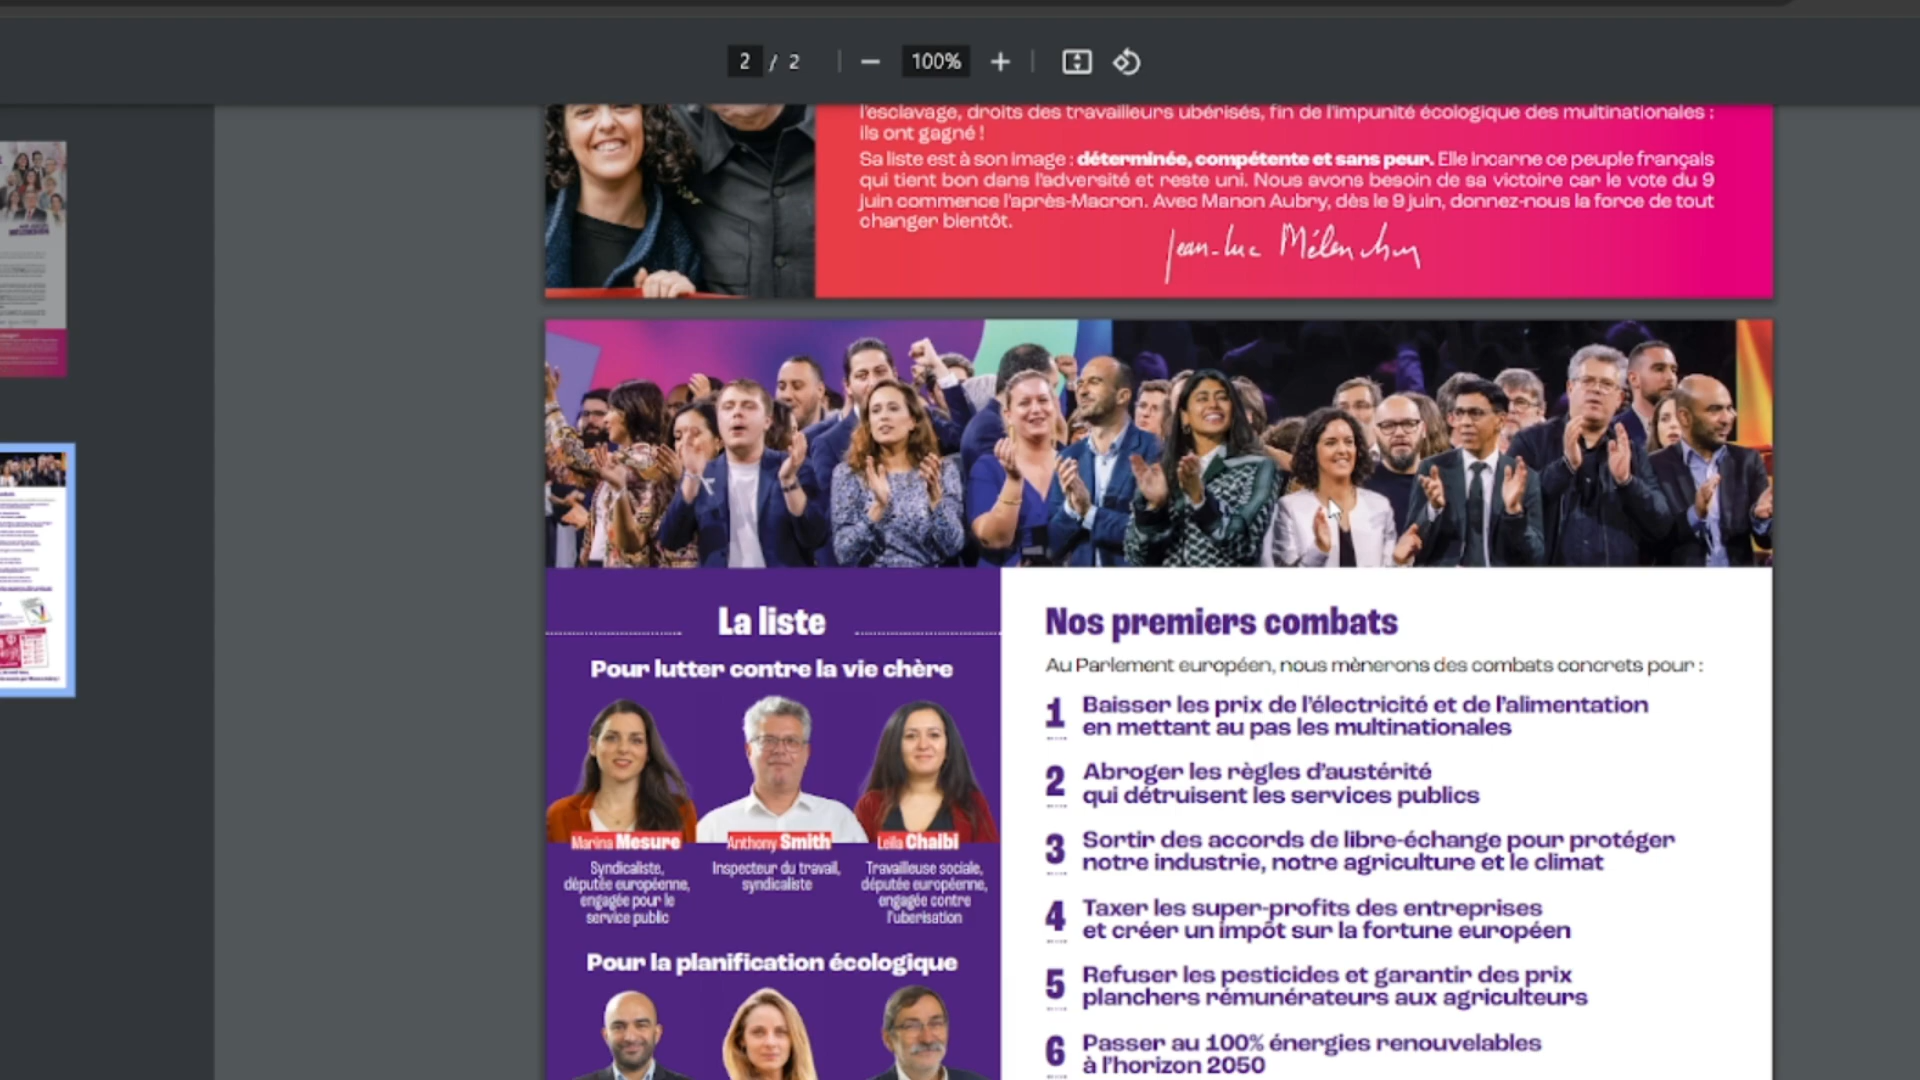 2 / 2
100%
l'esclavage, droits des travailleurs ubérisés, fin de l'impunité écologique des multinationales :
ils ont gagné !
Sa liste est à son image : déterminée, compétente et sans peur. Elle incarne ce peuple français
qui tient bon dans l'adversité et reste uni. Nous avons besoin de sa victoire car le vote du 9
juin commence l'après-Macron. Avec Manon Aubry, dès le 9 juin, donnez-nous la force de tout
changer bientôt.
Jean-Luc Mélenchon
La liste
Pour lutter contre la vie chère
Marina Mesure
Syndicaliste,
députée européenne,
engagée pour le
service public
Anthony Smith
Inspecteur du travail,
syndicaliste
Leïla Chaibi
Travailleuse sociale,
députée européenne,
engagée contre
l'uberisation
Pour la planification écologique
Nos premiers combats
Au Parlement européen, nous mènerons des combats concrets pour :
1 Baisser les prix de l'électricité et de l'alimentation
en mettant au pas les multinationales
2 Abroger les règles d'austérité
qui détruisent les services publics
3 Sortir des accords de libre-échange pour protéger
notre industrie, notre agriculture et le climat
4 Taxer les super-profits des entreprises
et créer un impôt sur la fortune européen
5 Refuser les pesticides et garantir des prix
planchers rémunérateurs aux agriculteurs
6 Passer au 100% énergies renouvelables
à l'horizon 2050